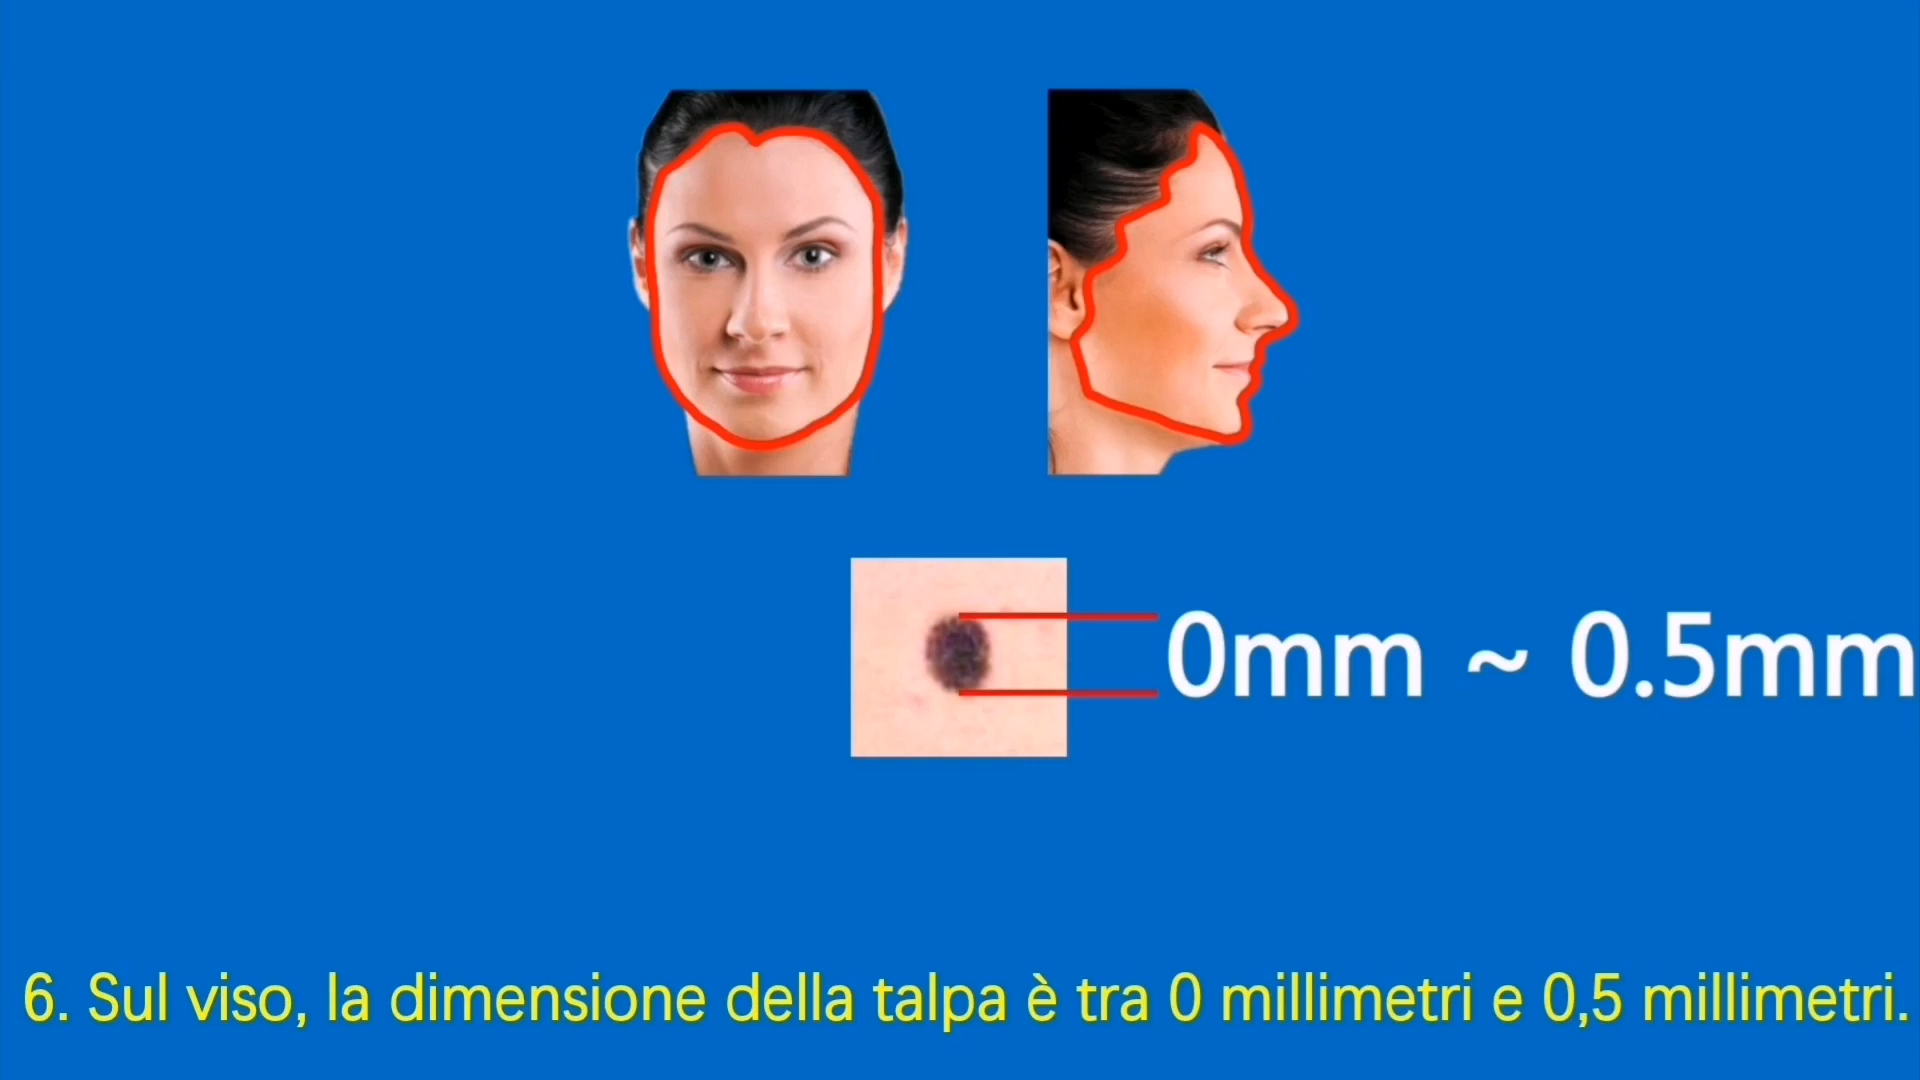 0mm ~ 0.5mm
6. Sul viso, la dimensione della talpa è tra 0 millimetri e 0,5 millimetri.